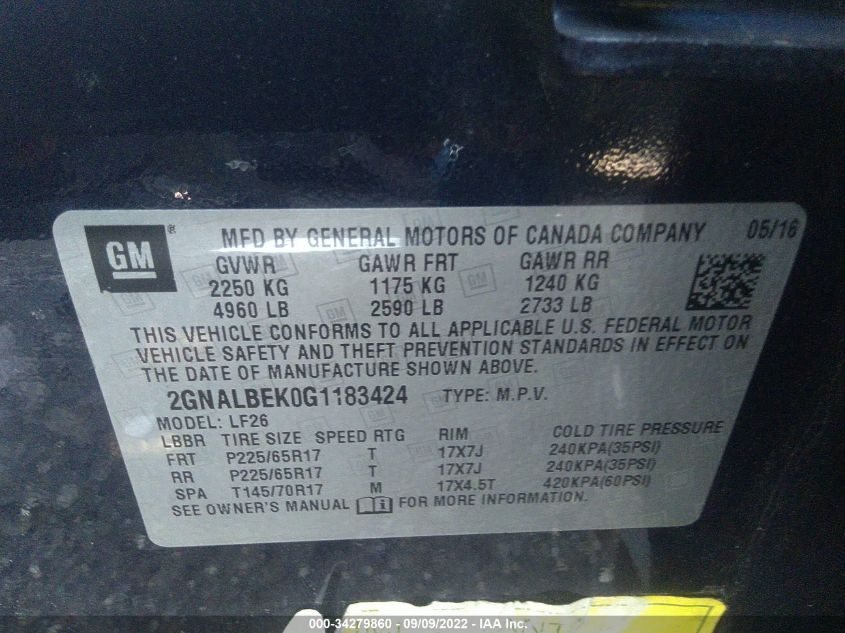 GM
®
MFD BY GENERAL MOTORS OF CANADA COMPANY 05/16
GVWR GAWR FRT GAWR RR
2250 KG 1175 KG 1240 KG
4960 LB 2590 LB 2733 LB
THIS VEHICLE CONFORMS TO ALL APPLICABLE U.S. FEDERAL MOTOR
VEHICLE SAFETY AND THEFT PREVENTION STANDARDS IN EFFECT ON
THE DATE OF MANUFACTURE SHOWN ABOVE.
2GNALBEK0G1183424 TYPE: M.P.V.
MODEL: LF26
LBBR TIRE SIZE SPEED RTG RIM COLD TIRE PRESSURE
FRT P225/65R17 T 17X7J 240KPA(35PSI)
RR P225/65R17 T 17X7J 240KPA(35PSI)
SPA T145/70R17 M 17X4.5T 420KPA(60PSI)
SEE OWNER'S MANUAL i FOR MORE INFORMATION.
000-34279860 - 09/09/2022 - IAA Inc.